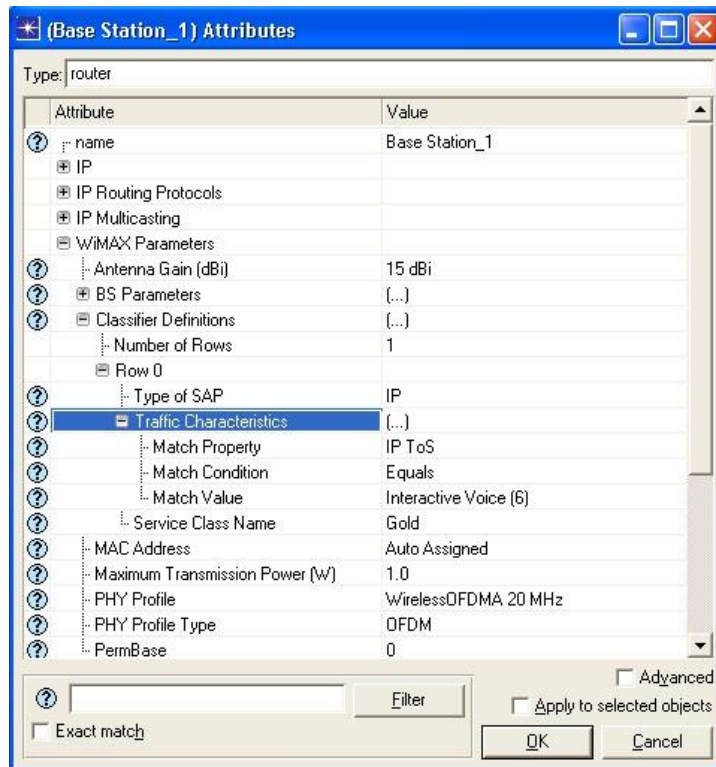 (Base Station_1) Attributes
Type: router
Attribute Value
name Base Station_1
IP
IP Routing Protocols
IP Multicasting
WiMAX Parameters
Antenna Gain (dBi) 15 dBi
BS Parameters (...)
Classifier Definitions (...)
Number of Rows 1
Row 0
Type of SAP IP
Traffic Characteristics (...)
Match Property IP ToS
Match Condition Equals
Match Value Interactive Voice (6)
Service Class Name Gold
MAC Address Auto Assigned
Maximum Transmission Power (W) 1.0
PHY Profile WirelessOFDMA 20 MHz
PHY Profile Type OFDM
PermBase 0
Advanced
Filter Apply to selected objects
Exact match
OK Cancel